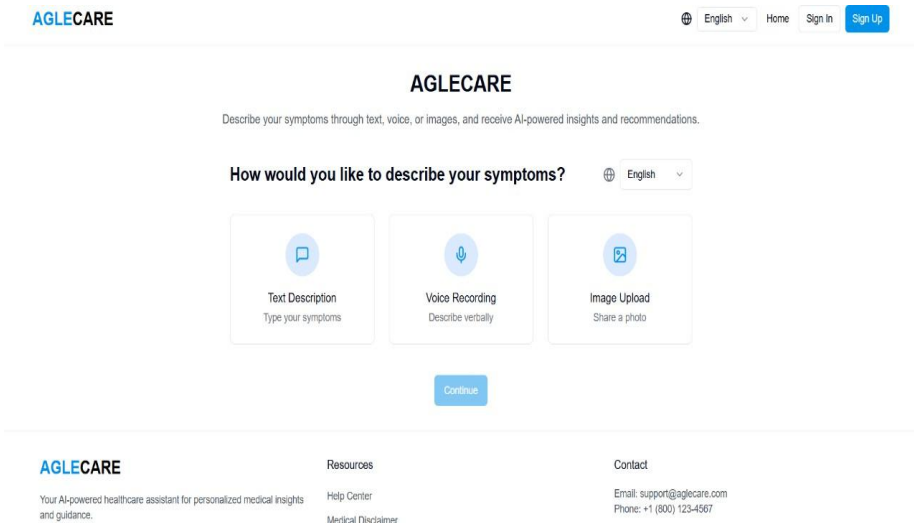 AGLECARE
English
Home
Sign In
Sign Up
AGLECARE
Describe your symptoms through text, voice, or images, and receive AI-powered insights and recommendations.
How would you like to describe your symptoms?
English
Text Description
Type your symptoms
Voice Recording
Describe verbally
Image Upload
Share a photo
Continue
AGLECARE
Your AI-powered healthcare assistant for personalized medical insights
and guidance.
Resources
Help Center
Medical Disclaimer
Contact
Email: support@aglecare.com
Phone: +1 (800) 123-4567